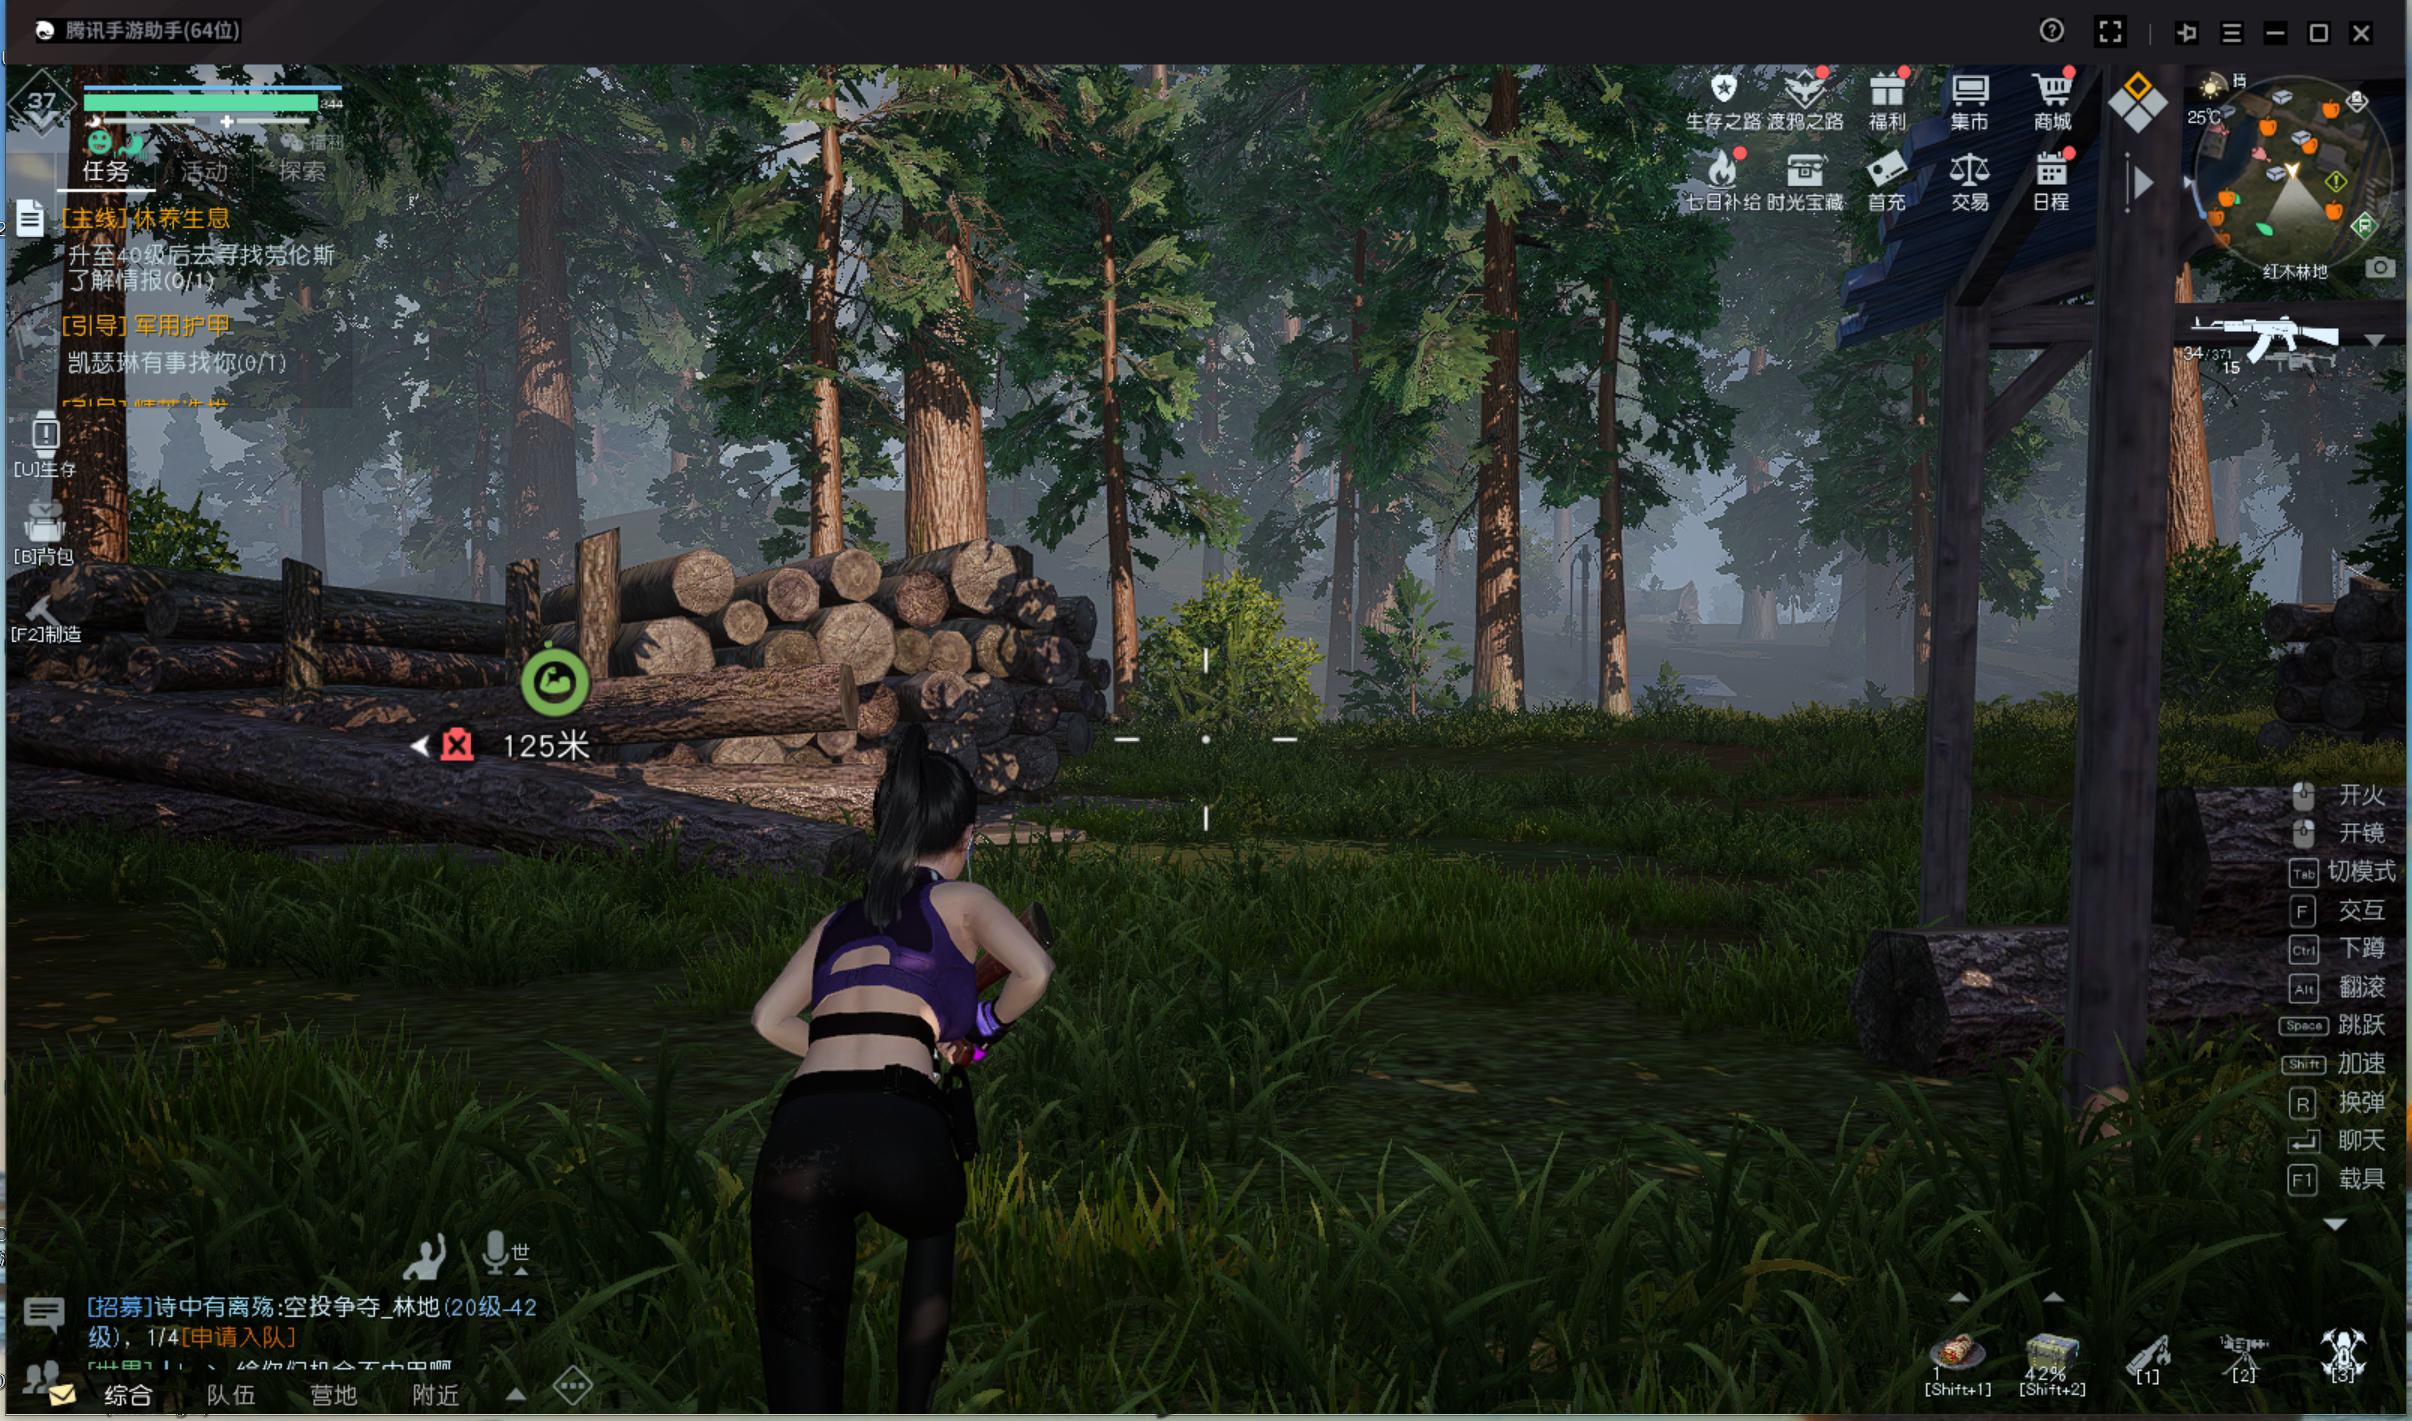 腾讯手游助手(64位)
37
344
福利
任务
活动
探索
[主线] 休养生息
升至40级后去寻找劳伦斯
了解情报(0/1)
[引导] 军用护甲
凯瑟琳有事找你(0/1)
[U]生存
[B]背包
[F2]制造
125米
生存之路
渡鸦之路
福利
集市
商城
七日补给
时光宝藏
首充
交易
日程
晴
25℃
红木林地
34/371
15
开火
开镜
Tab 切模式
F 交互
Ctrl 下蹲
Alt 翻滚
Space 跳跃
Shift 加速
R 换弹
聊天
F1 载具
世
[招募]诗中有离殇:空投争夺_林地(20级-42
级), 1/4[申请入队]
综合
队伍
营地
附近
1
[Shift+1]
42%
[Shift+2]
[1]
[2]
[3]